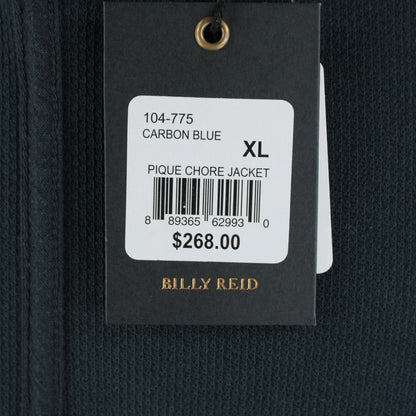 104-775
CARBON BLUE
XL
PIQUE CHORE JACKET
8 89365 62993 0
$268.00
BILLY REID